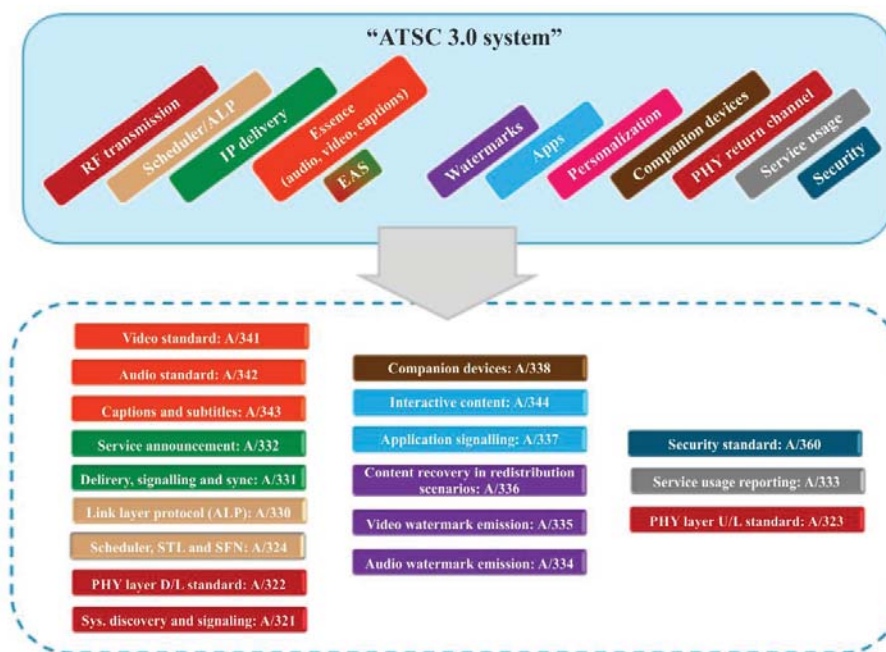 “ATSC 3.0 system”
RF transmission
Scheduler/ALP
IP delivery
Essence
(audio, video, captions)
EAS
Watermarks
Apps
Personalization
Companion devices
PHY return channel
Service usage
Security
Video standard: A/341
Audio standard: A/342
Captions and subtitles: A/343
Service announcement: A/332
Delirery, signalling and sync: A/331
Link layer protocol (ALP): A/330
Scheduler, STL and SFN: A/324
PHY layer D/L standard: A/322
Sys. discovery and signaling: A/321
Companion devices: A/338
Interactive content: A/344
Application signalling: A/337
Content recovery in redistribution
scenarios: A/336
Video watermark emission: A/335
Audio watermark emission: A/334
Security standard: A/360
Service usage reporting: A/333
PHY layer U/L standard: A/323